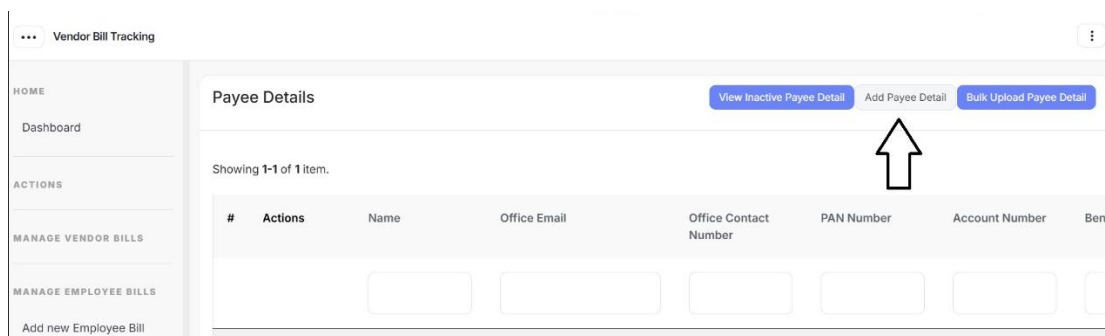 Vendor Bill Tracking
HOME
Dashboard
ACTIONS
MANAGE VENDOR BILLS
MANAGE EMPLOYEE BILLS
Add new Employee Bill
Payee Details
View Inactive Payee Detail Add Payee Detail Bulk Upload Payee Detail
Showing 1-1 of 1 item.
# Actions Name Office Email Office Contact Number PAN Number Account Number Ben